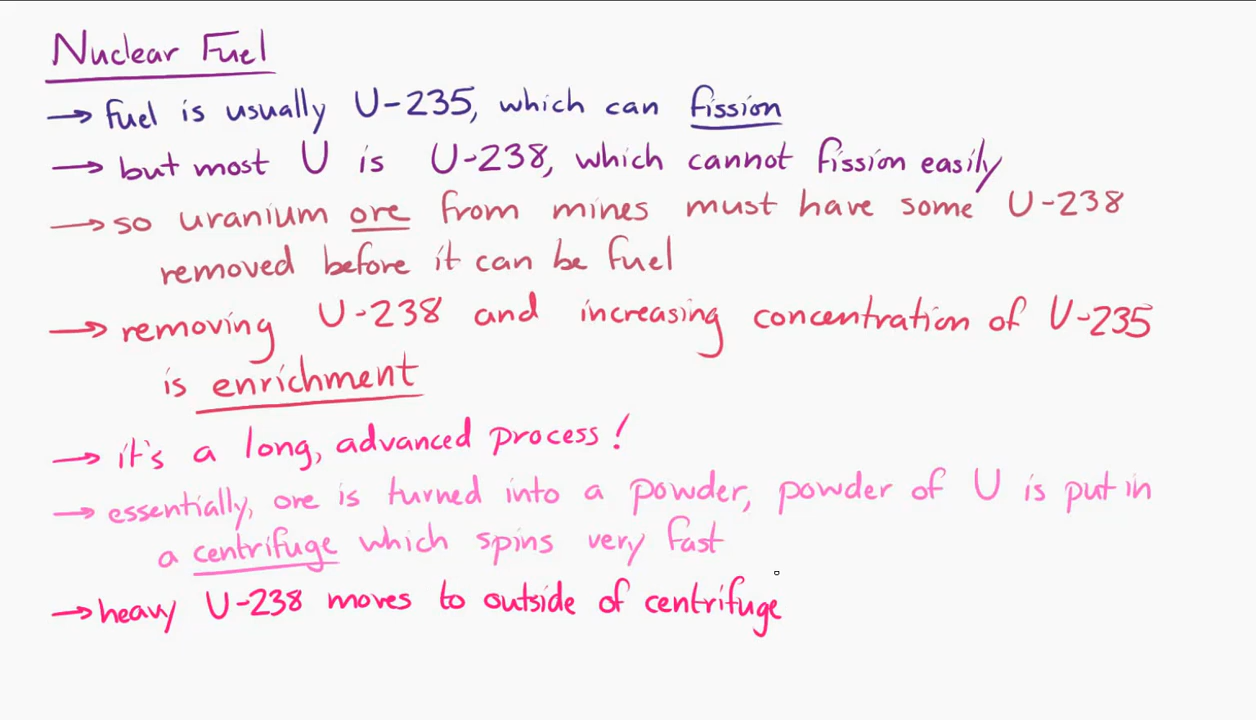 Nuclear Fuel
→ fuel is usually U-235, which can fission
→ but most U is U-238, which cannot fission easily
→ so uranium ore from mines must have some U-238
removed before it can be fuel
→ removing U-238 and increasing concentration of U-235
is enrichment
→ it's a long, advanced process!
→ essentially, ore is turned into a powder, powder of U is put in
a centrifuge which spins very fast
→ heavy U-238 moves to outside of centrifuge